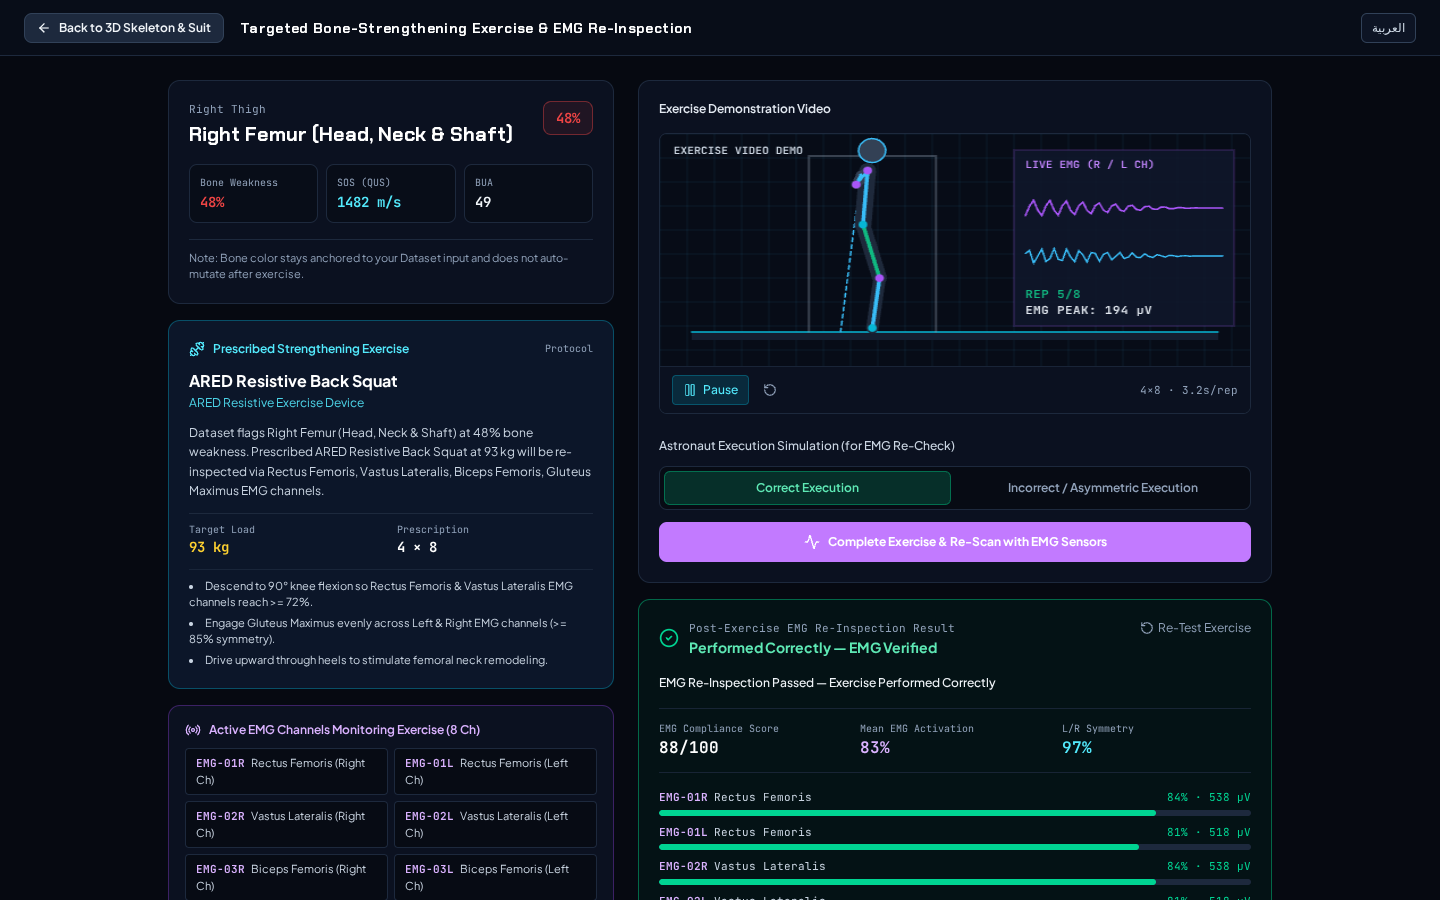 Back to 3D Skeleton & Suit
Targeted Bone-Strengthening Exercise & EMG Re-Inspection
العربية
Right Thigh
Right Femur (Head, Neck & Shaft)
48%
Bone Weakness
48%
SOS (QUS)
1482 m/s
BUA
49
Note: Bone color stays anchored to your Dataset input and does not auto-
mutate after exercise.
Prescribed Strengthening Exercise
Protocol
ARED Resistive Back Squat
ARED Resistive Exercise Device
Dataset flags Right Femur (Head, Neck & Shaft) at 48% bone
weakness. Prescribed ARED Resistive Back Squat at 93 kg will be re-
inspected via Rectus Femoris, Vastus Lateralis, Biceps Femoris, Gluteus
Maximus EMG channels.
Target Load
93 kg
Prescription
4 × 8
• Descend to 90° knee flexion so Rectus Femoris & Vastus Lateralis EMG
channels reach >= 72%.
• Engage Gluteus Maximus evenly across Left & Right EMG channels (>=
85% symmetry).
• Drive upward through heels to stimulate femoral neck remodeling.
Active EMG Channels Monitoring Exercise (8 Ch)
EMG-01R Rectus Femoris (Right
Ch)
EMG-01L Rectus Femoris (Left
Ch)
EMG-02R Vastus Lateralis (Right
Ch)
EMG-02L Vastus Lateralis (Left
Ch)
EMG-03R Biceps Femoris (Right
Ch)
EMG-03L Biceps Femoris (Left
Ch)
Exercise Demonstration Video
EXERCISE VIDEO DEMO
LIVE EMG (R / L CH)
REP 5/8
EMG PEAK: 194 µV
Pause
4×8 · 3.2s/rep
Astronaut Execution Simulation (for EMG Re-Check)
Correct Execution
Incorrect / Asymmetric Execution
Complete Exercise & Re-Scan with EMG Sensors
Post-Exercise EMG Re-Inspection Result
Performed Correctly — EMG Verified
Re-Test Exercise
EMG Re-Inspection Passed — Exercise Performed Correctly
EMG Compliance Score
88/100
Mean EMG Activation
83%
L/R Symmetry
97%
EMG-01R Rectus Femoris
84% · 538 µV
EMG-01L Rectus Femoris
81% · 518 µV
EMG-02R Vastus Lateralis
84% · 538 µV